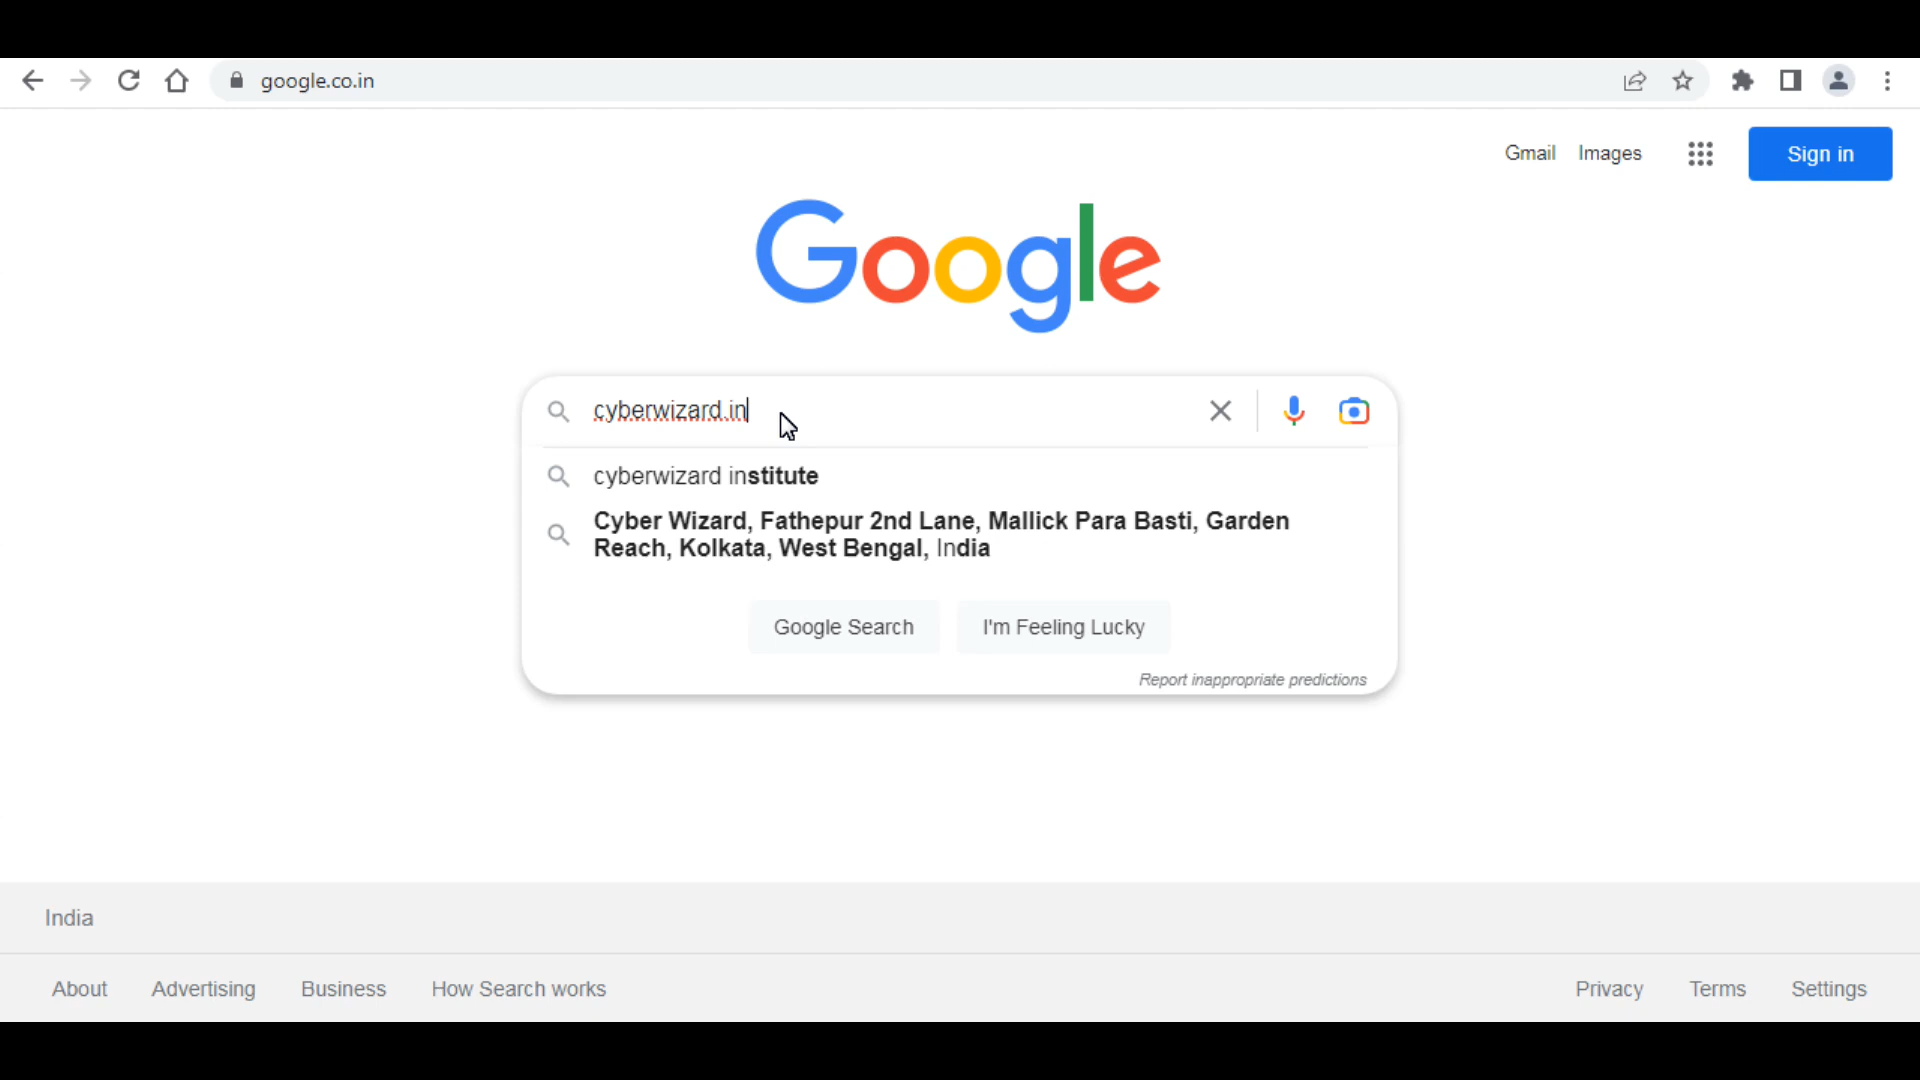 google.co.in
Gmail Images Sign in
Google
cyberwizard.in
cyberwizard institute
Cyber Wizard, Fathepur 2nd Lane, Mallick Para Basti, Garden
Reach, Kolkata, West Bengal, India
Google Search I'm Feeling Lucky
Report inappropriate predictions
India
About Advertising Business How Search works Privacy Terms Settings